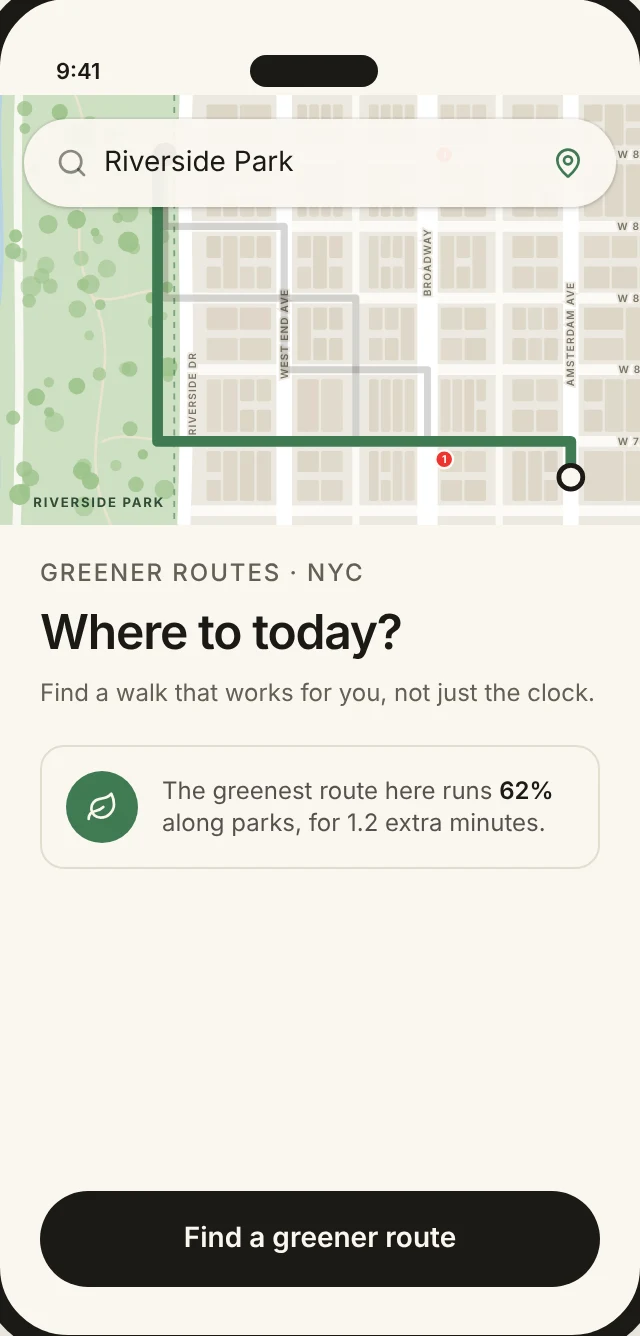 9:41
Riverside Park
W 8
W 8
BROADWAY
W 8
WEST END AVE
AMSTERDAM AVE
RIVERSIDE DR
W 8
W 7
1
RIVERSIDE PARK
GREENER ROUTES · NYC
Where to today?
Find a walk that works for you, not just the clock.
The greenest route here runs 62%
along parks, for 1.2 extra minutes.
Find a greener route